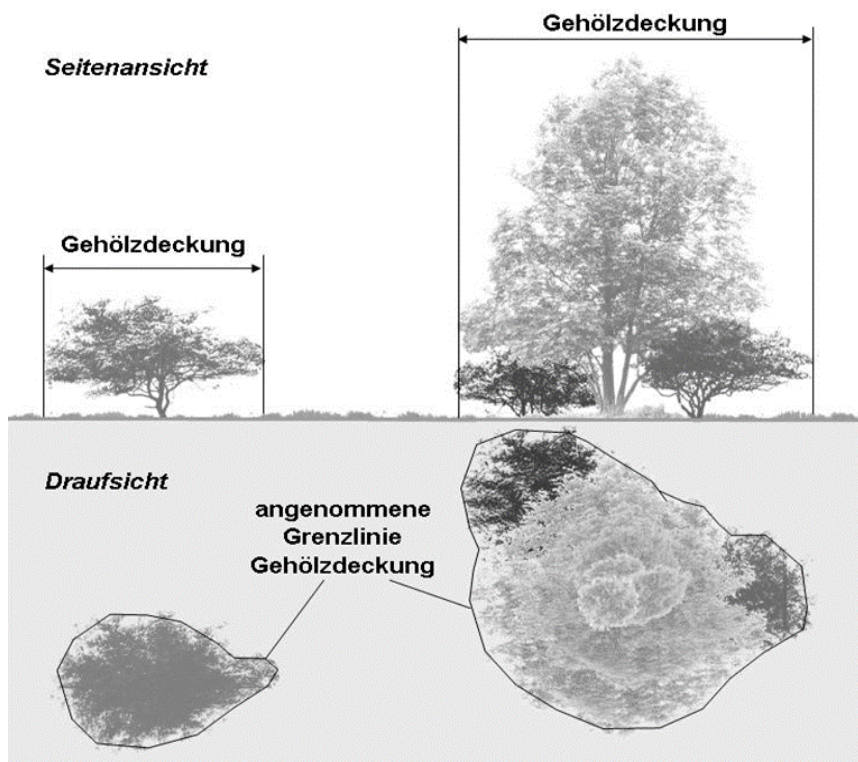 Gehölzdeckung
Seitenansicht
Gehölzdeckung
Draufsicht
angenommene
Grenzlinie
Gehölzdeckung